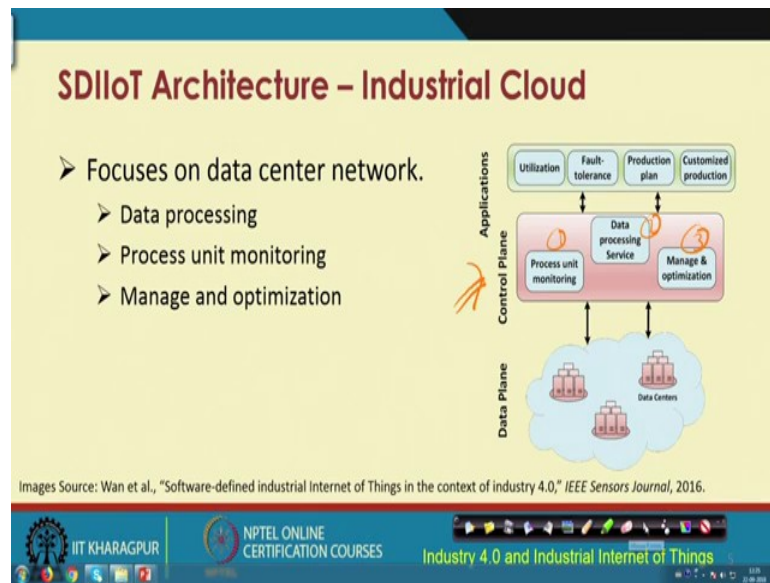 SDIIoT Architecture – Industrial Cloud
➢ Focuses on data center network.
➢ Data processing
➢ Process unit monitoring
➢ Manage and optimization
Applications
Utilization
Fault-
tolerance
Production
plan
Customized
production
Control Plane
1
Process unit
monitoring
Data
processing
Service
3
Manage &
optimization
Data Plane
Data Centers
Images Source: Wan et al., "Software-defined industrial Internet of Things in the context of industry 4.0," IEEE Sensors Journal, 2016.
IIT KHARAGPUR
NPTEL ONLINE
CERTIFICATION COURSES
Industry 4.0 and Industrial Internet of Things
5